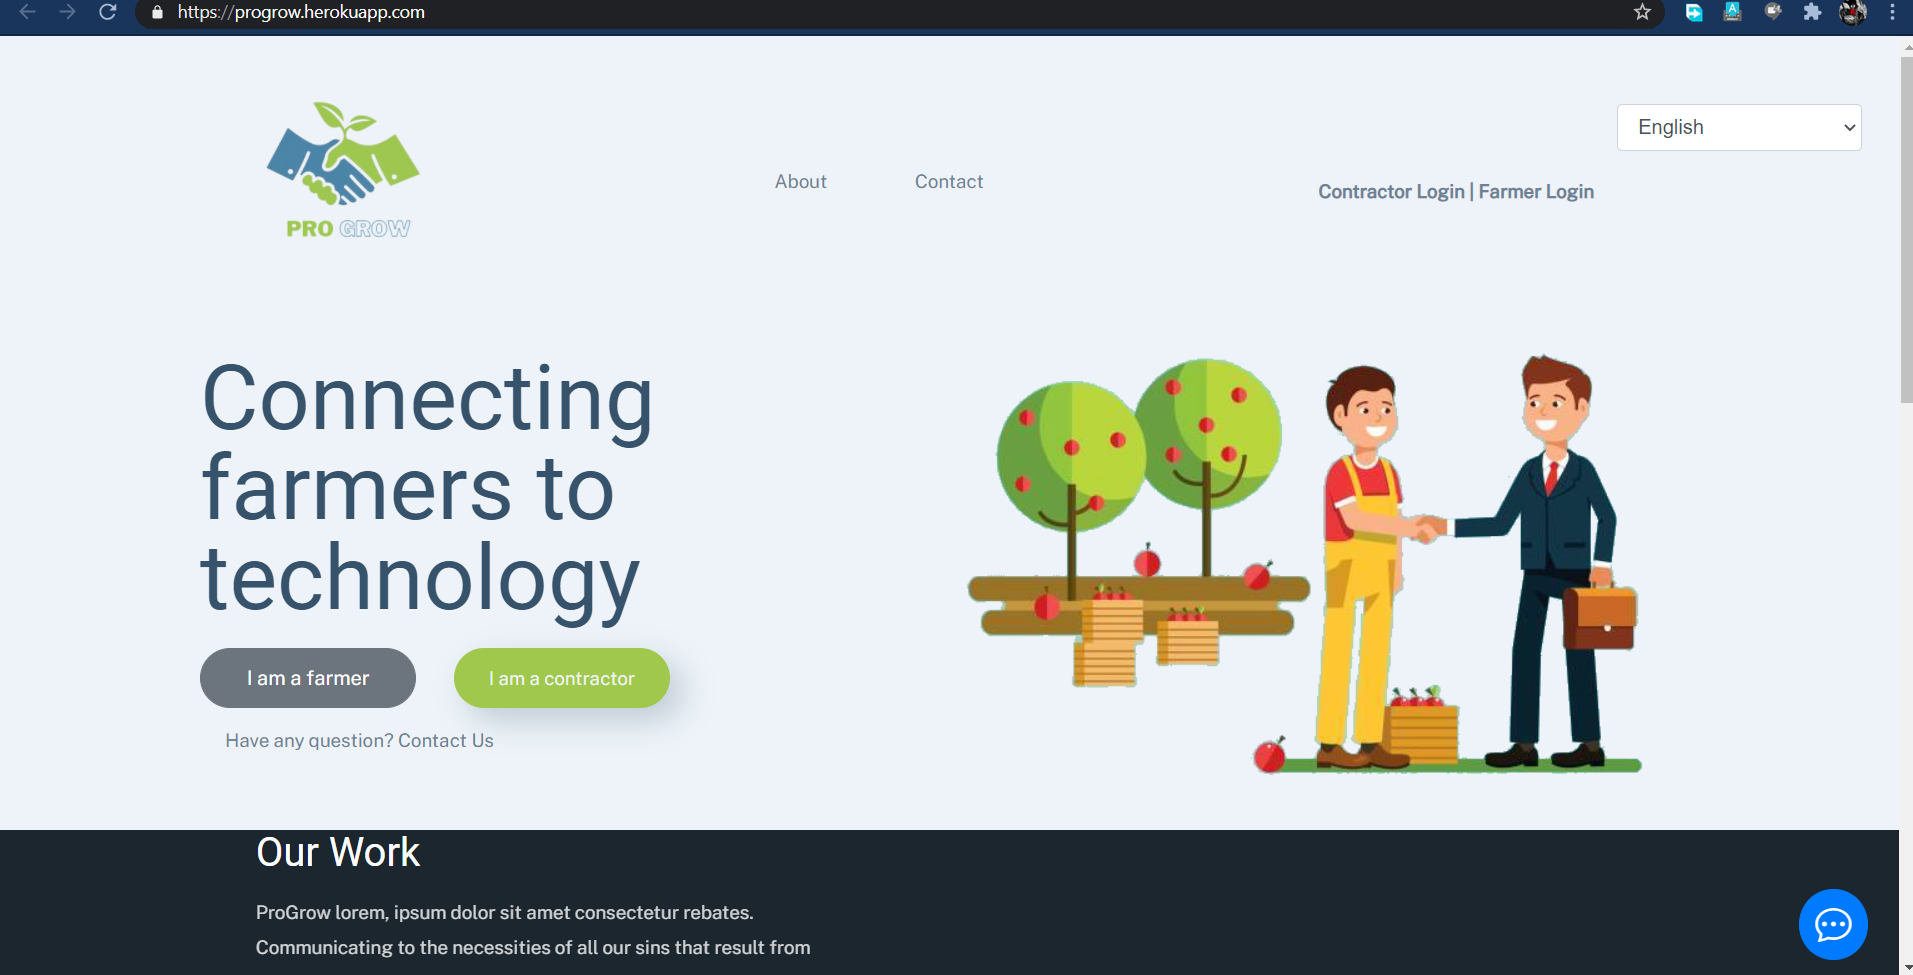 https://progrow.herokuapp.com
English
About
Contact
Contractor Login | Farmer Login
PRO GROW
Connecting
farmers to
technology
I am a farmer
I am a contractor
Have any question? Contact Us
Our Work
ProGrow lorem, ipsum dolor sit amet consectetur rebates.
Communicating to the necessities of all our sins that result from